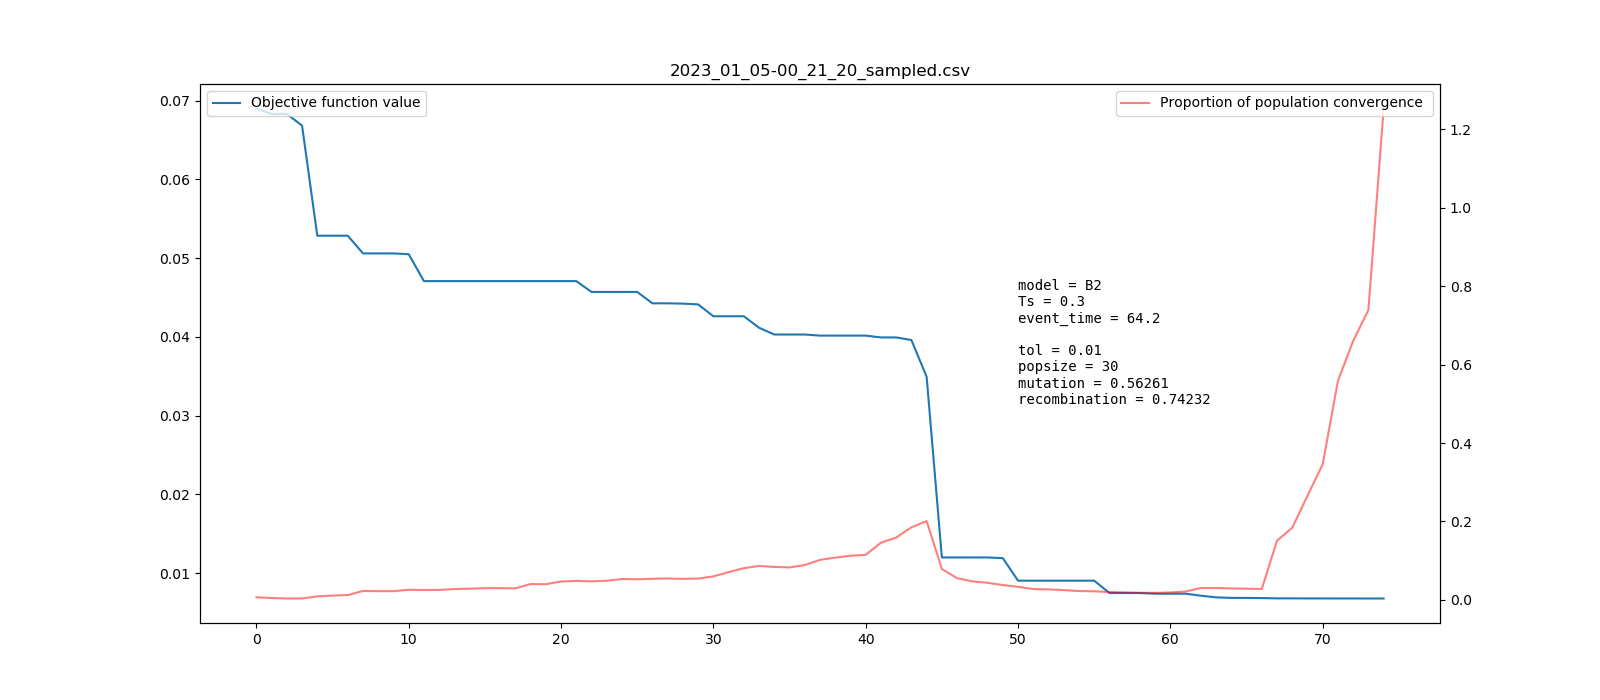 2023_01_05-00_21_20_sampled.csv
Objective function value
Proportion of population convergence
0.07
0.06
0.05
0.04
0.03
0.02
0.01
1.2
1.0
0.8
0.6
0.4
0.2
0.0
model = B2
Ts = 0.3
event_time = 64.2
tol = 0.01
popsize = 30
mutation = 0.56261
recombination = 0.74232
0
10
20
30
40
50
60
70